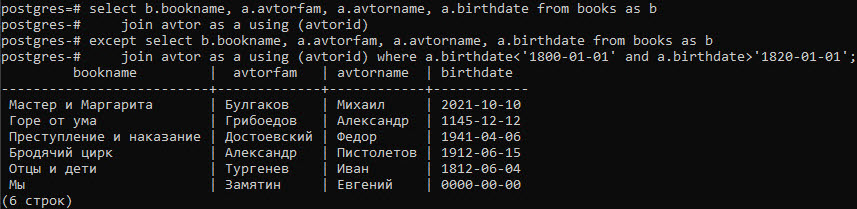 postgres=# select b.bookname, a.avtorfam, a.avtorname, a.birthdate from books as b
postgres-#     join avtor as a using (avtorid)
postgres-# except select b.bookname, a.avtorfam, a.avtorname, a.birthdate from books as b
postgres-#     join avtor as a using (avtorid) where a.birthdate<'1800-01-01' and a.birthdate>'1820-01-01';
        bookname         |  avtorfam   | avtorname  | birthdate
-------------------------+-------------+------------+-----------
 Мастер и Маргарита      | Булгаков    | Михаил     | 2021-10-10
 Горе от ума             | Грибоедов   | Александр  | 1145-12-12
 Преступление и наказание | Достоевский | Федор      | 1941-04-06
 Бродячий цирк           | Александр   | Пистолетов | 1912-06-15
 Отцы и дети             | Тургенев    | Иван       | 1812-06-04
 Мы                      | Замятин     | Евгений    | 0000-00-00
(6 строк)